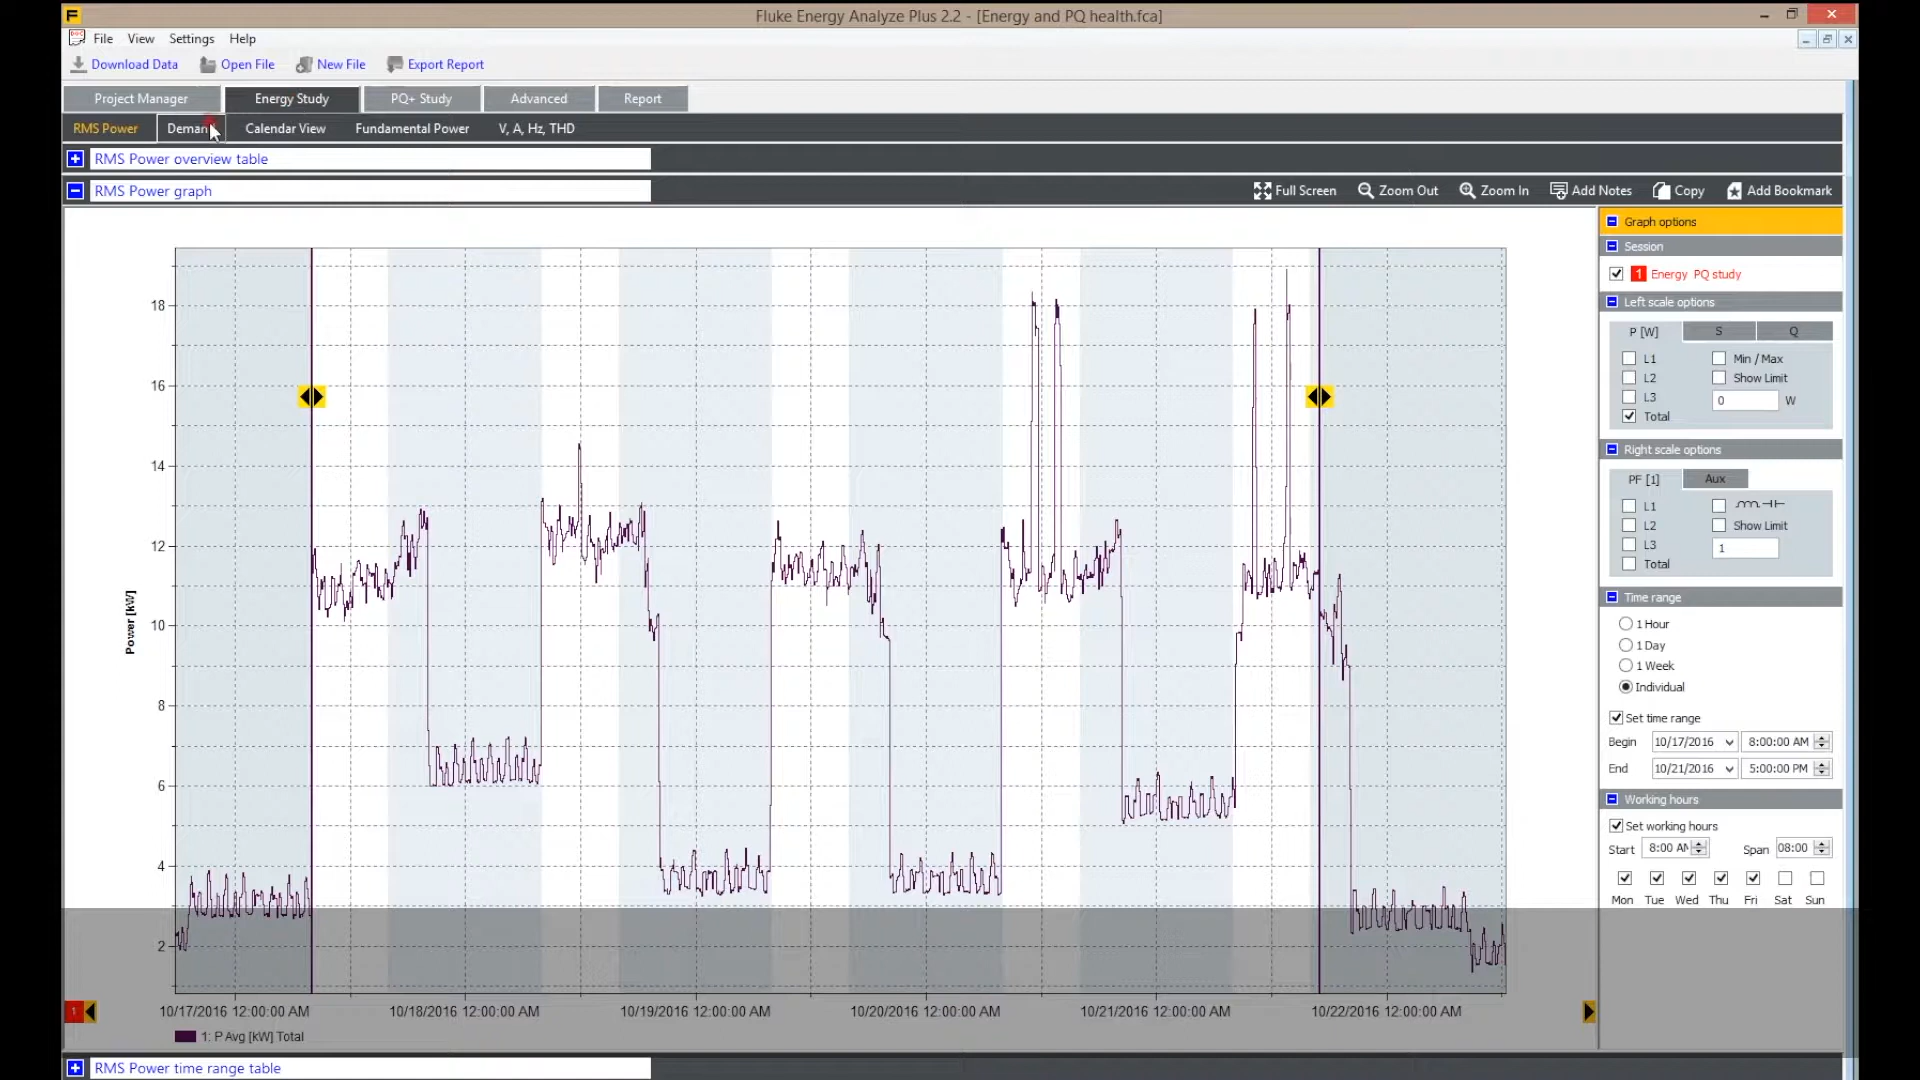 Fluke Energy Analyze Plus 2.2 - [Energy and PQ health.fca]
File View Settings Help
Download Data Open File New File Export Report
Project Manager Energy Study PQ+ Study Advanced Report
RMS Power Calendar View Fundamental Power V, A, Hz, THD
RMS Power overview table
RMS Power graph Full Screen Zoom Out Zoom In Add Notes Copy Add Bookmark
Graph options
Session
1 Energy PQ study
Left scale options
P [W] S Q
L1 Min / Max
L2 Show Limit
L3 0 W
Total
Right scale options
PF [1] Aux
L1
L2 Show Limit
L3 1
Total
Time range
1 Hour
1 Day
1 Week
Individual
Set time range
Begin 10/17/2016 8:00:00 AM
End 10/21/2016 5:00:00 PM
Working hours
Set working hours
Start 8:00 Span 08:00
Mon Tue Wed Thu Fri Sat Sun
18
16
14
12
10
8
6
4
2
Power [kW]
1
10/17/2016 12:00:00 AM 10/18/2016 12:00:00 AM 10/19/2016 12:00:00 AM 10/20/2016 12:00:00 AM 10/21/2016 12:00:00 AM 10/22/2016 12:00:00 AM
1: P Avg [kW] Total
RMS Power time range table